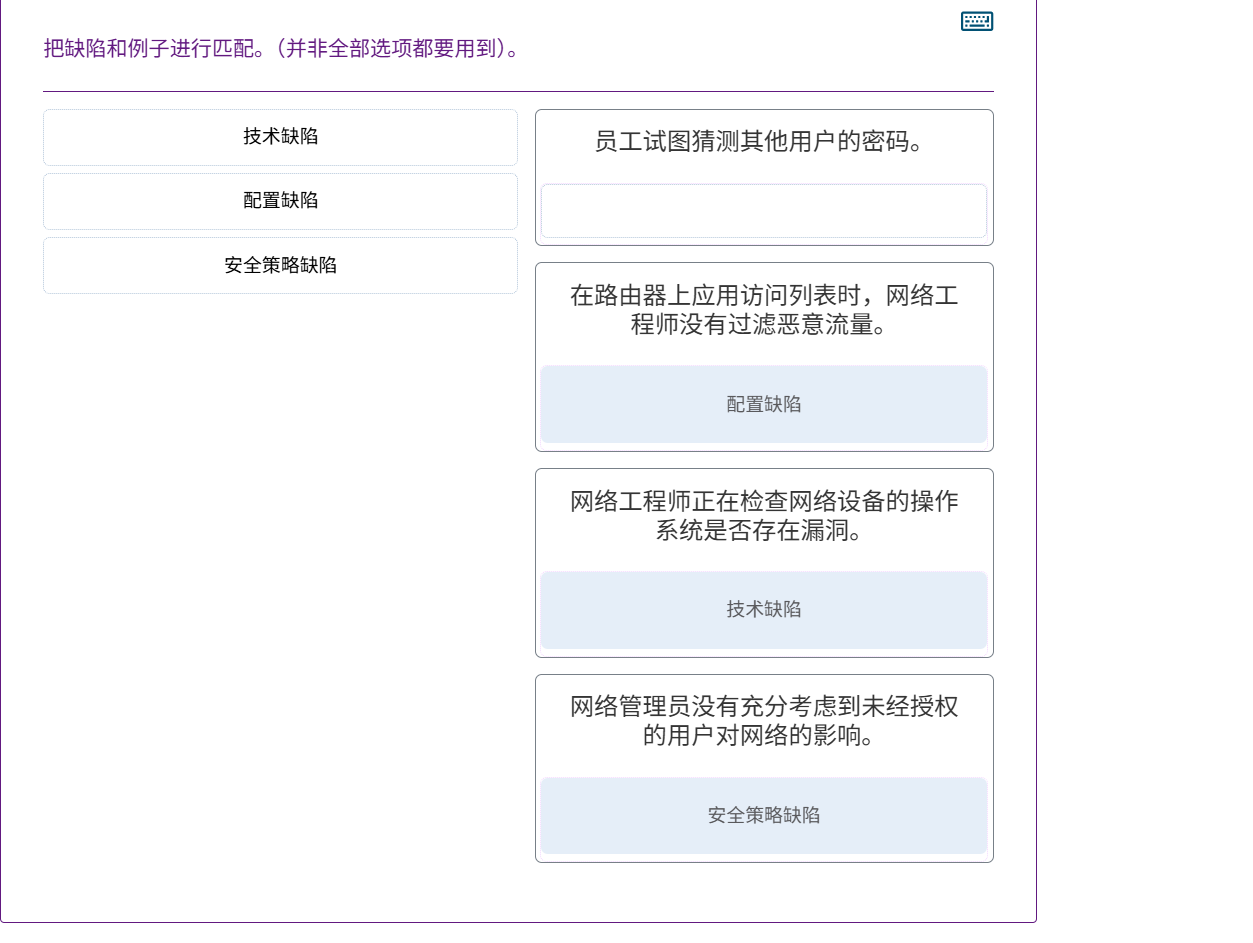 把缺陷和例子进行匹配。（并非全部选项都要用到）。
技术缺陷
配置缺陷
安全策略缺陷
员工试图猜测其他用户的密码。
在路由器上应用访问列表时，网络工
程师没有过滤恶意流量。
配置缺陷
网络工程师正在检查网络设备的操作
系统是否存在漏洞。
技术缺陷
网络管理员没有充分考虑到未经授权
的用户对网络的影响。
安全策略缺陷